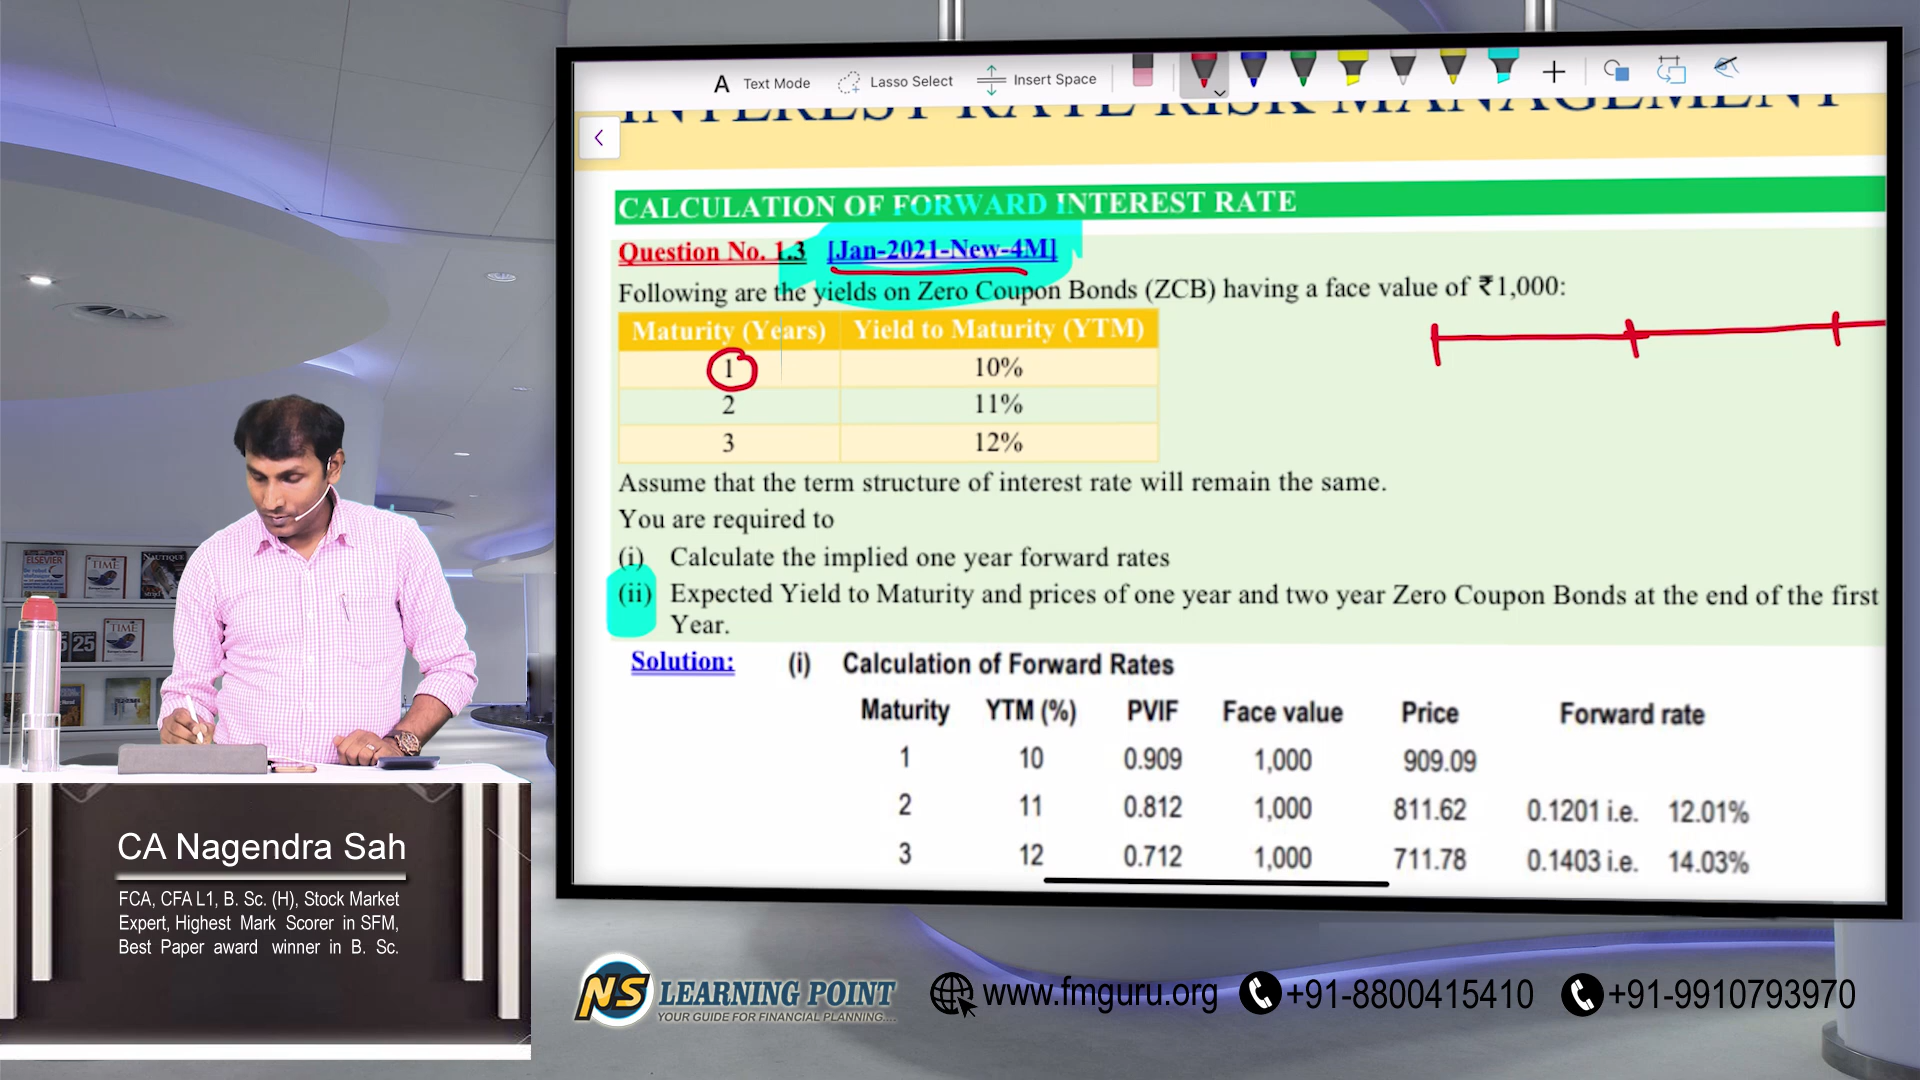 A Text Mode Lasso Select Insert Space
INTEREST RATE RISK MANAGEMENT
CALCULATION OF FORWARD INTEREST RATE
Question No. 1.3 [Jan-2021-New-4M]
Following are the yields on Zero Coupon Bonds (ZCB) having a face value of ₹1,000:
Maturity (Years) Yield to Maturity (YTM)
1 10%
2 11%
3 12%
Assume that the term structure of interest rate will remain the same.
You are required to
(i) Calculate the implied one year forward rates
(ii) Expected Yield to Maturity and prices of one year and two year Zero Coupon Bonds at the end of the first
Year.
Solution: (i) Calculation of Forward Rates
Maturity YTM (%) PVIF Face value Price Forward rate
1 10 0.909 1,000 909.09
2 11 0.812 1,000 811.62 0.1201 i.e. 12.01%
3 12 0.712 1,000 711.78 0.1403 i.e. 14.03%
ELSEVIER
TIME
NAUTIQUE
TIME
25
CA Nagendra Sah
FCA, CFA L1, B. Sc. (H), Stock Market
Expert, Highest Mark Scorer in SFM,
Best Paper award winner in B. Sc.
NS LEARNING POINT
YOUR GUIDE FOR FINANCIAL PLANNING....
www.fmguru.org +91-8800415410 +91-9910793970